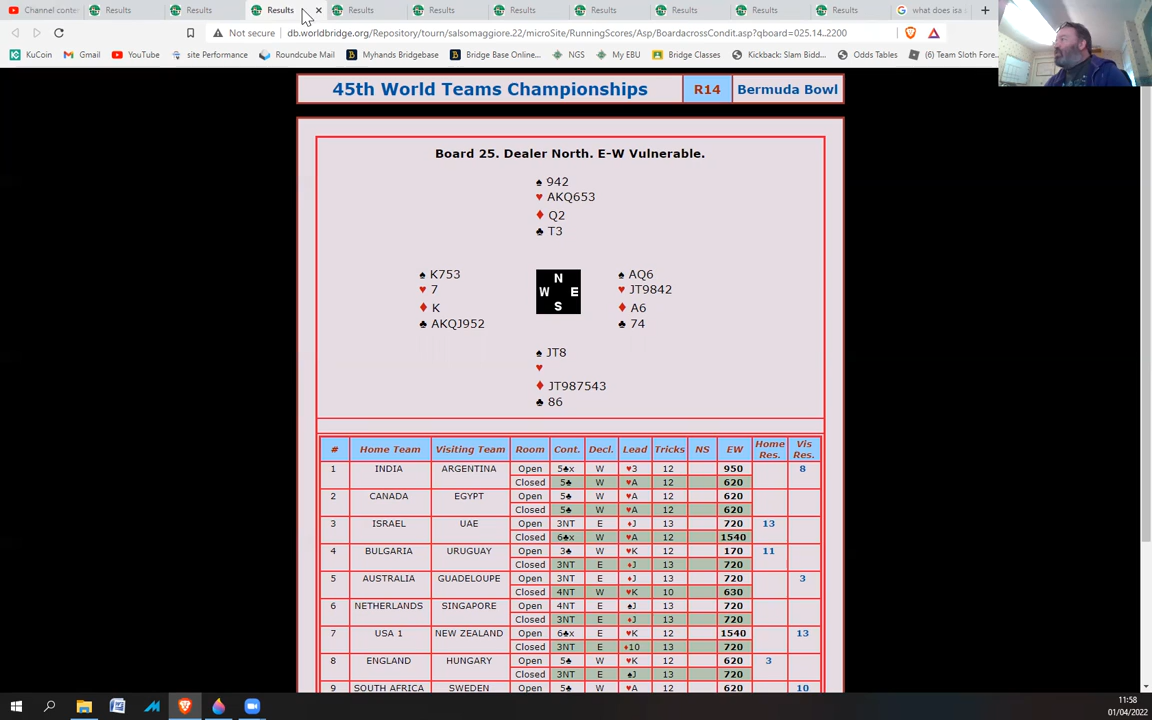 Channel conte Results Results Results Results Results Results Results Results Results Results what does isa
Not secure db.worldbridge.org/Repository/tourn/salsomaggiore.22/microSite/RunningScores/Asp/BoardacrossCondit.asp?qboard=025.14..2200
KuCoin Gmail YouTube site Performance Roundcube Mail Myhands Bridgebase Bridge Base Online... NGS My EBU Bridge Classes Kickback: Slam Bidd... Odds Tables (6) Team Sloth Fore...
45th World Teams Championships R14 Bermuda Bowl
Board 25. Dealer North. E-W Vulnerable.
♠ 942
♥ AKQ653
♦ Q2
♣ T3
♠ K753
♥ 7
♦ K
♣ AKQJ952
N
W E
S
♠ AQ6
♥ JT9842
♦ A6
♣ 74
♠ JT8
♥
♦ JT987543
♣ 86
# Home Team Visiting Team Room Cont. Decl. Lead Tricks NS EW Home Res. Vis Res.
1 INDIA ARGENTINA Open 5♣x W ♥3 12 950 8
Closed 5♣ W ♥A 12 620
2 CANADA EGYPT Open 5♣ W ♥A 12 620
Closed 5♣ W ♥A 12 620
3 ISRAEL UAE Open 3NT E ♦J 13 720 13
Closed 6♣x W ♥A 12 1540
4 BULGARIA URUGUAY Open 3♣ W ♥K 12 170 11
Closed 3NT E ♦J 13 720
5 AUSTRALIA GUADELOUPE Open 3NT E ♦J 13 720 3
Closed 4NT W ♥K 10 630
6 NETHERLANDS SINGAPORE Open 4NT E ♠J 13 720
Closed 3NT E ♦J 13 720
7 USA 1 NEW ZEALAND Open 6♣x W ♥K 12 1540 13
Closed 3NT E ♦10 13 720
8 ENGLAND HUNGARY Open 5♣ W ♥K 12 620 3
Closed 3NT E ♠J 13 720
9 SOUTH AFRICA SWEDEN Open 5♣ W ♥A 12 620 10
11:58
01/04/2022